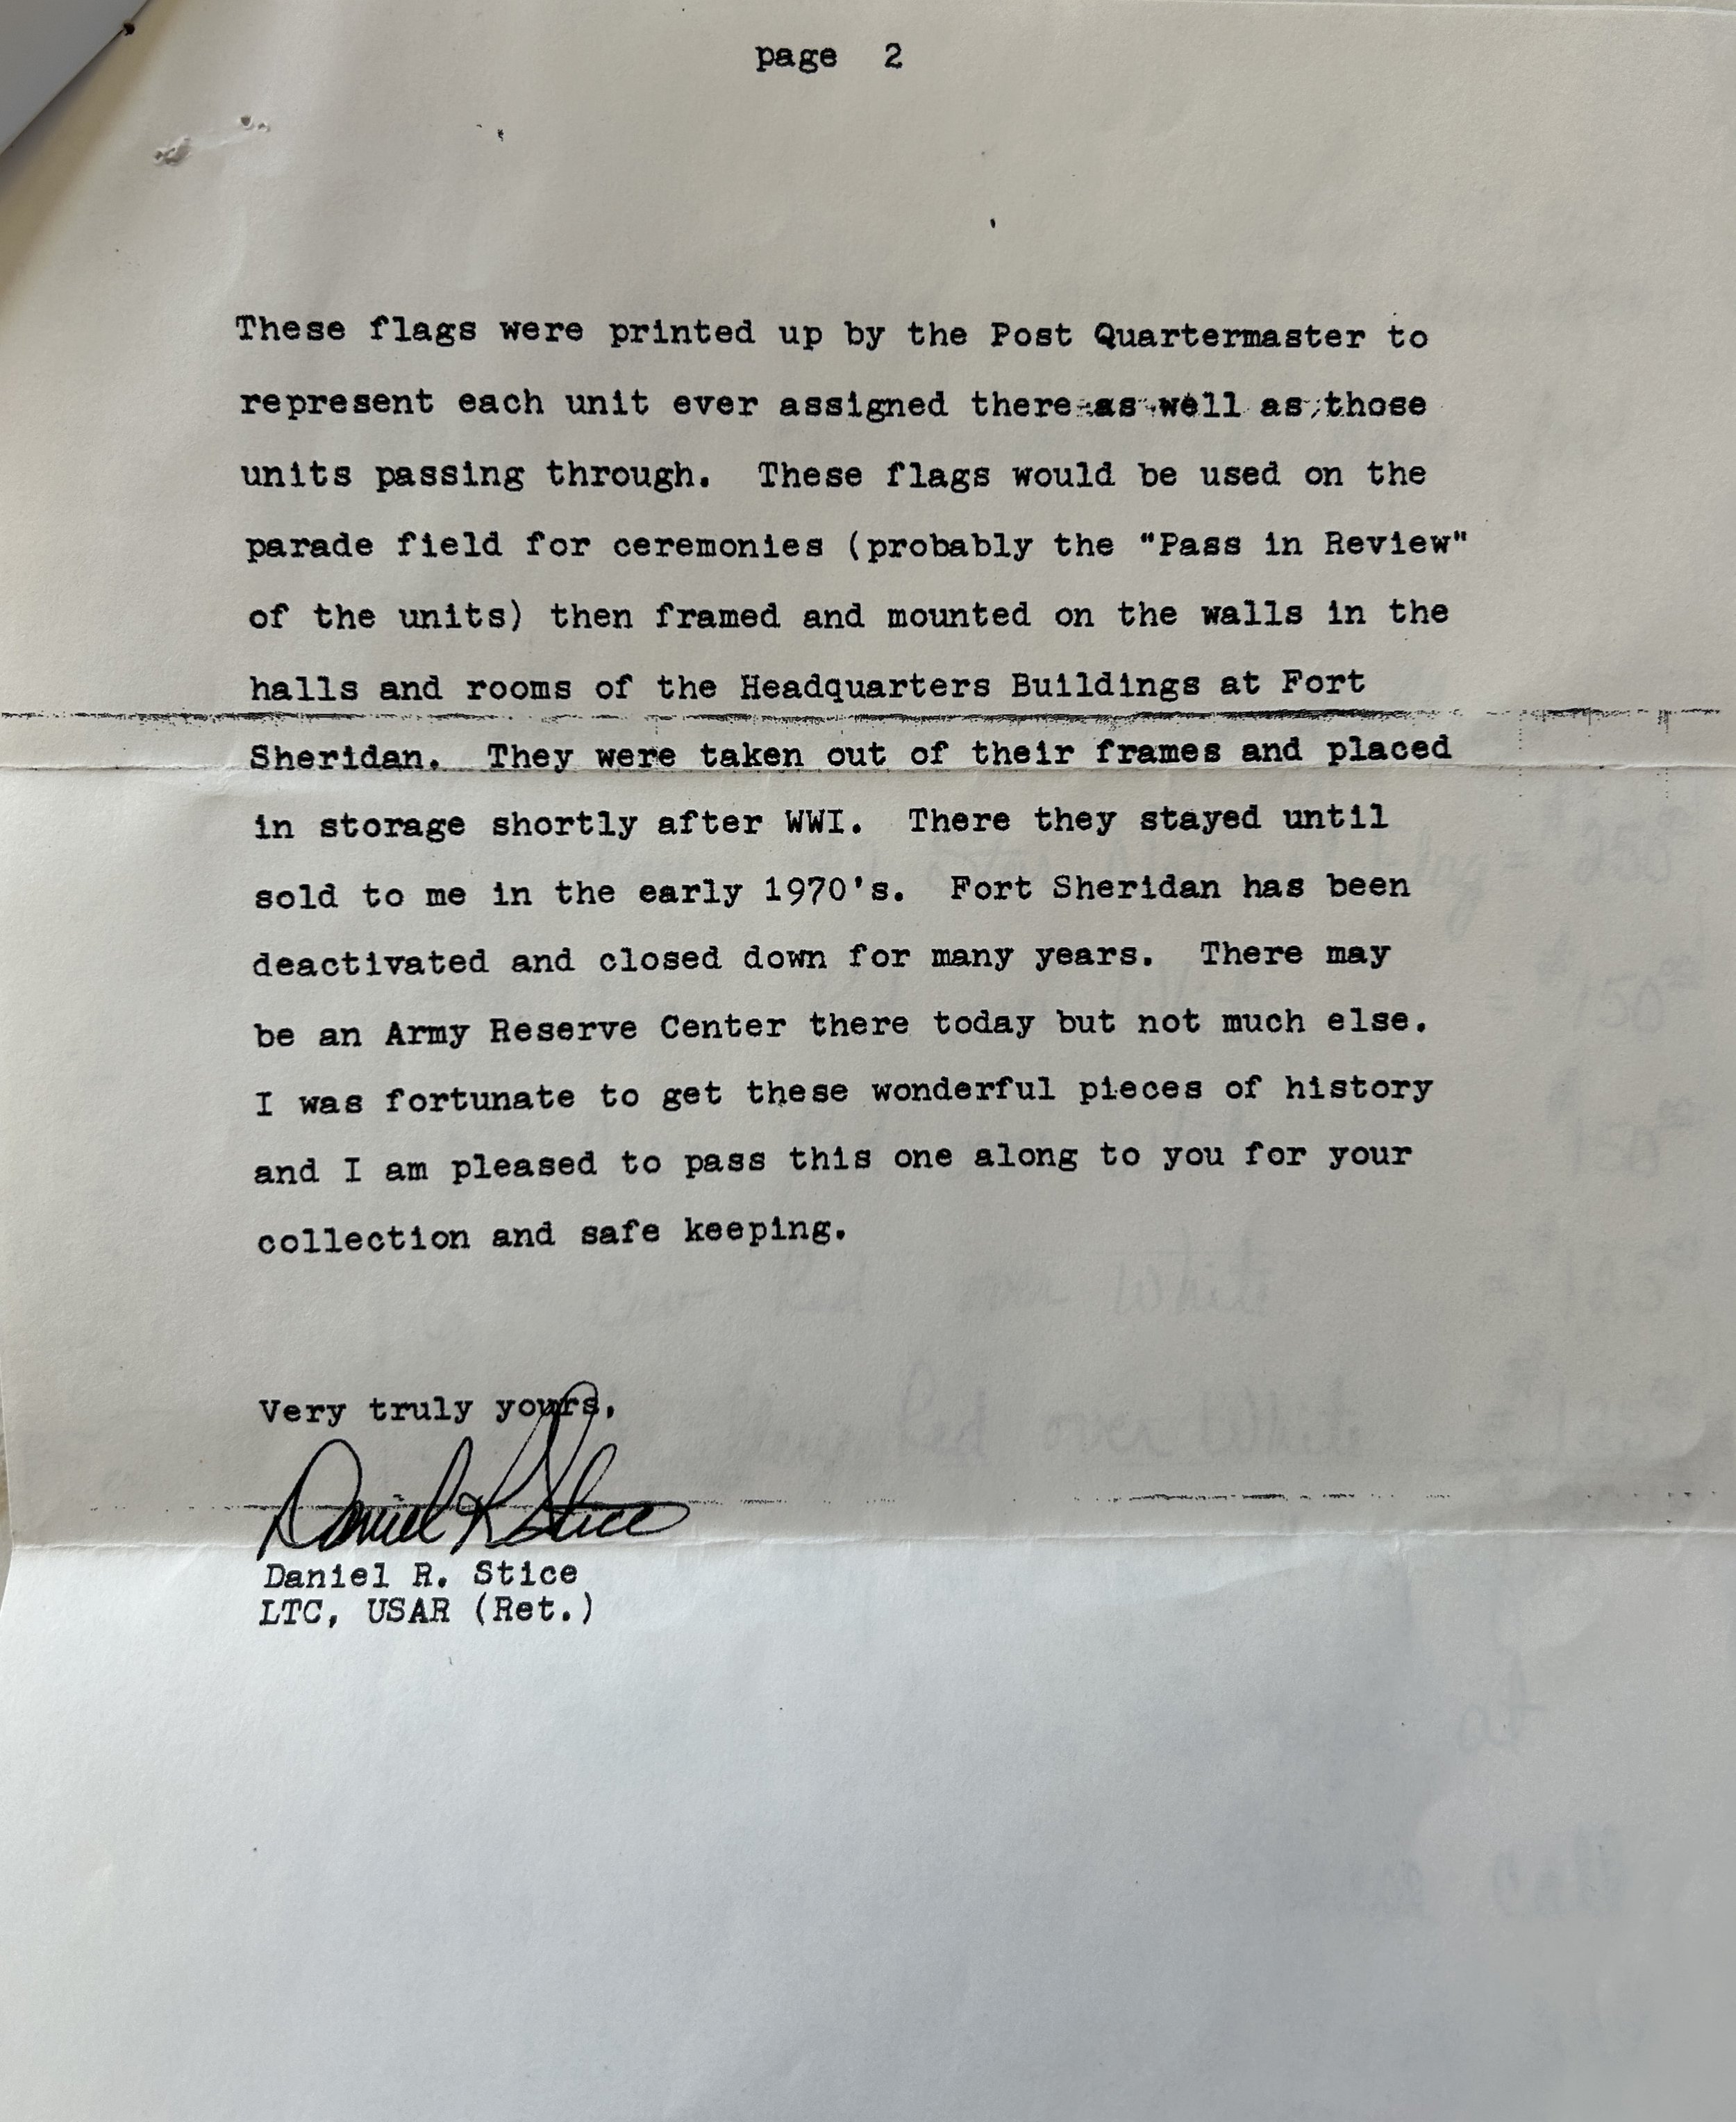 page 2
These flags were printed up by the Post Quartermaster to
represent each unit ever assigned there as well as those
units passing through. These flags would be used on the
parade field for ceremonies (probably the "Pass in Review"
of the units) then framed and mounted on the walls in the
halls and rooms of the Headquarters Buildings at Fort
Sheridan. They were taken out of their frames and placed
in storage shortly after WWI. There they stayed until
sold to me in the early 1970's. Fort Sheridan has been
deactivated and closed down for many years. There may
be an Army Reserve Center there today but not much else.
I was fortunate to get these wonderful pieces of history
and I am pleased to pass this one along to you for your
collection and safe keeping.
Very truly yours,
Daniel R Stice
Daniel R. Stice
LTC, USAR (Ret.)